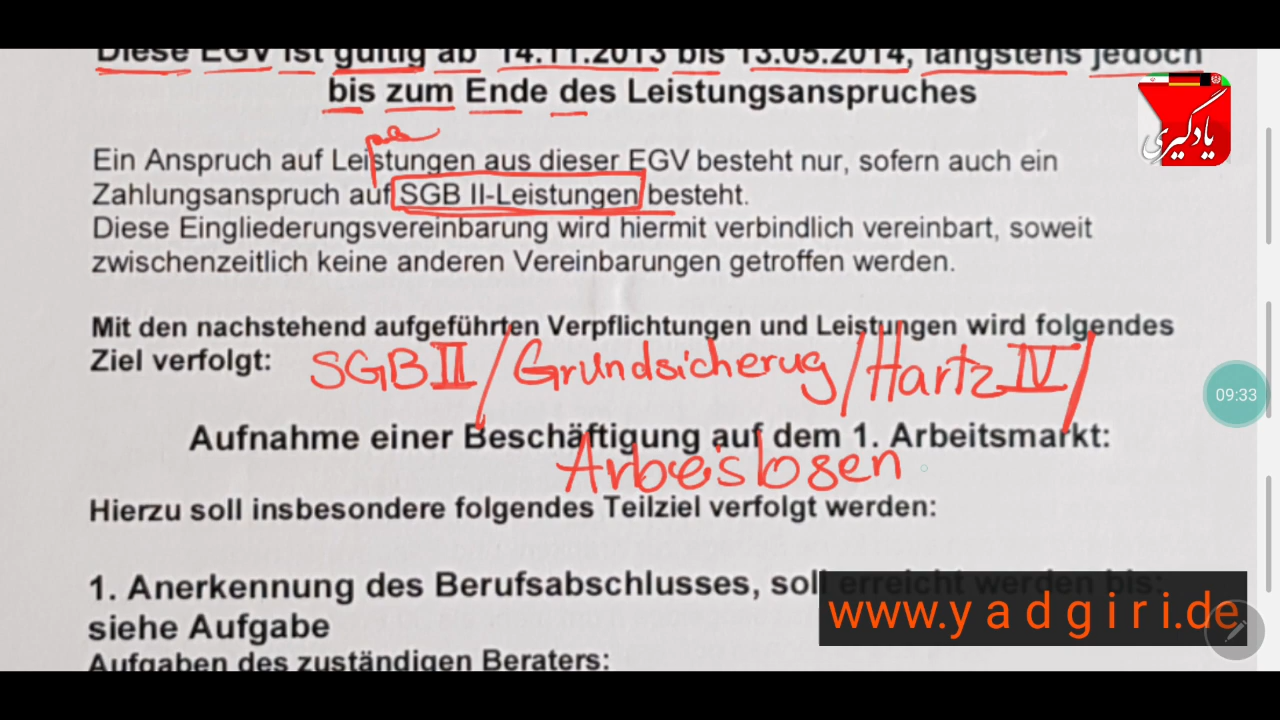 Diese EGV ist gültig ab 14.11.2013 bis 13.05.2014, längstens jedoch
bis zum Ende des Leistungsanspruches
یادگیری
Ein Anspruch auf Leistungen aus dieser EGV besteht nur, sofern auch ein
Zahlungsanspruch auf SGB II-Leistungen besteht.
Diese Eingliederungsvereinbarung wird hiermit verbindlich vereinbart, soweit
zwischenzeitlich keine anderen Vereinbarungen getroffen werden.
Mit den nachstehend aufgeführten Verpflichtungen und Leistungen wird folgendes
Ziel verfolgt:
SGB II / Grundsicherug / Hartz IV /
09:33
Aufnahme einer Beschäftigung auf dem 1. Arbeitsmarkt:
Arbeislosen
Hierzu soll insbesondere folgendes Teilziel verfolgt werden:
1. Anerkennung des Berufsabschlusses, soll erreicht werden bis:
siehe Aufgabe
www.yadgiri.de
Aufgaben des zuständigen Beraters: